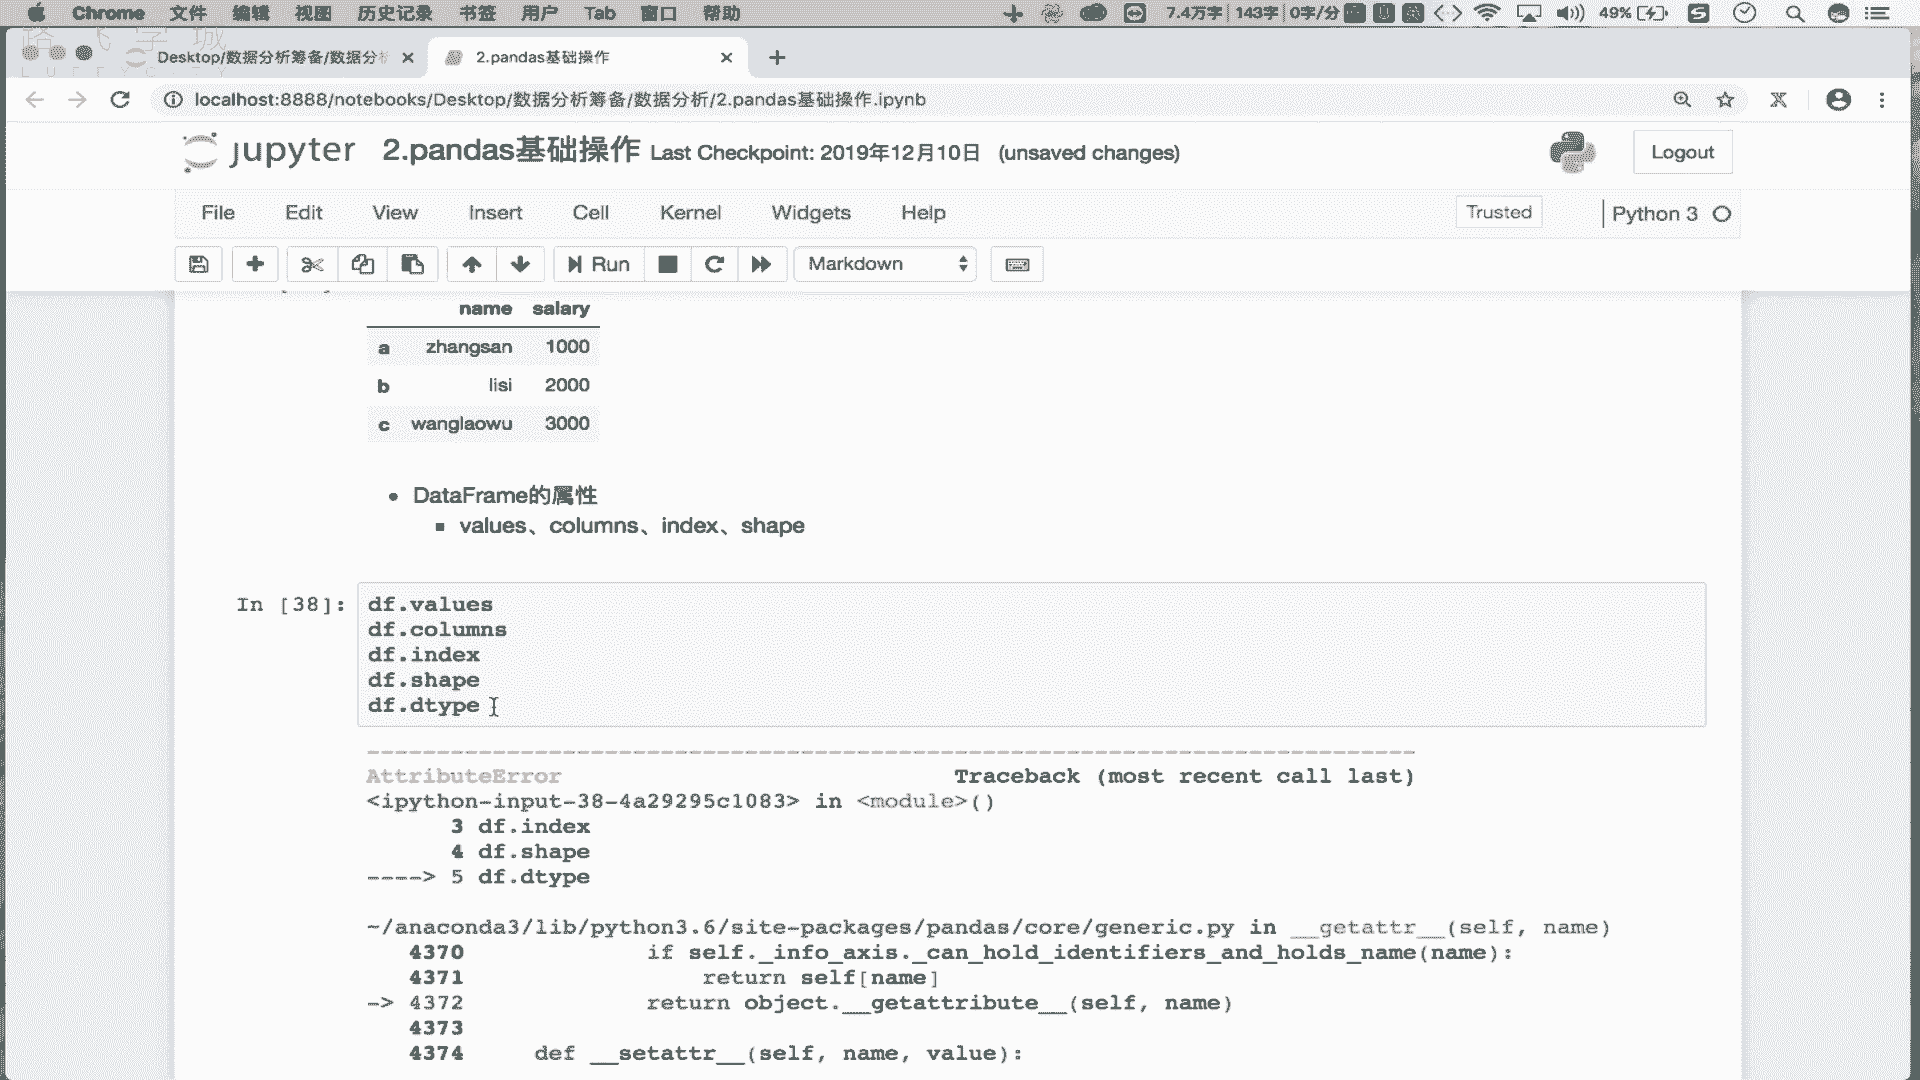 Chrome 文件 编辑 视图 历史记录 书签 用户 Tab 窗口 帮助 7.4万字 143字 0字/分 49%
Desktop/数据分析筹备/数据分析 2.pandas基础操作
localhost:8888/notebooks/Desktop/数据分析筹备/数据分析/2.pandas基础操作.ipynb
jupyter 2.pandas基础操作 Last Checkpoint: 2019年12月10日 (unsaved changes) Logout
File Edit View Insert Cell Kernel Widgets Help Trusted Python 3
Run Markdown
name salary
a zhangsan 1000
b lisi 2000
c wanglaowu 3000
DataFrame的属性
values、columns、index、shape
In [38]: df.values
df.columns
df.index
df.shape
df.dtype
---------------------------------------------------------------------------
AttributeError Traceback (most recent call last)
<ipython-input-38-4a29295c1083> in <module>()
3 df.index
4 df.shape
----> 5 df.dtype
~/anaconda3/lib/python3.6/site-packages/pandas/core/generic.py in __getattr__(self, name)
4370 if self._info_axis._can_hold_identifiers_and_holds_name(name):
4371 return self[name]
-> 4372 return object.__getattribute__(self, name)
4373
4374 def __setattr__(self, name, value):